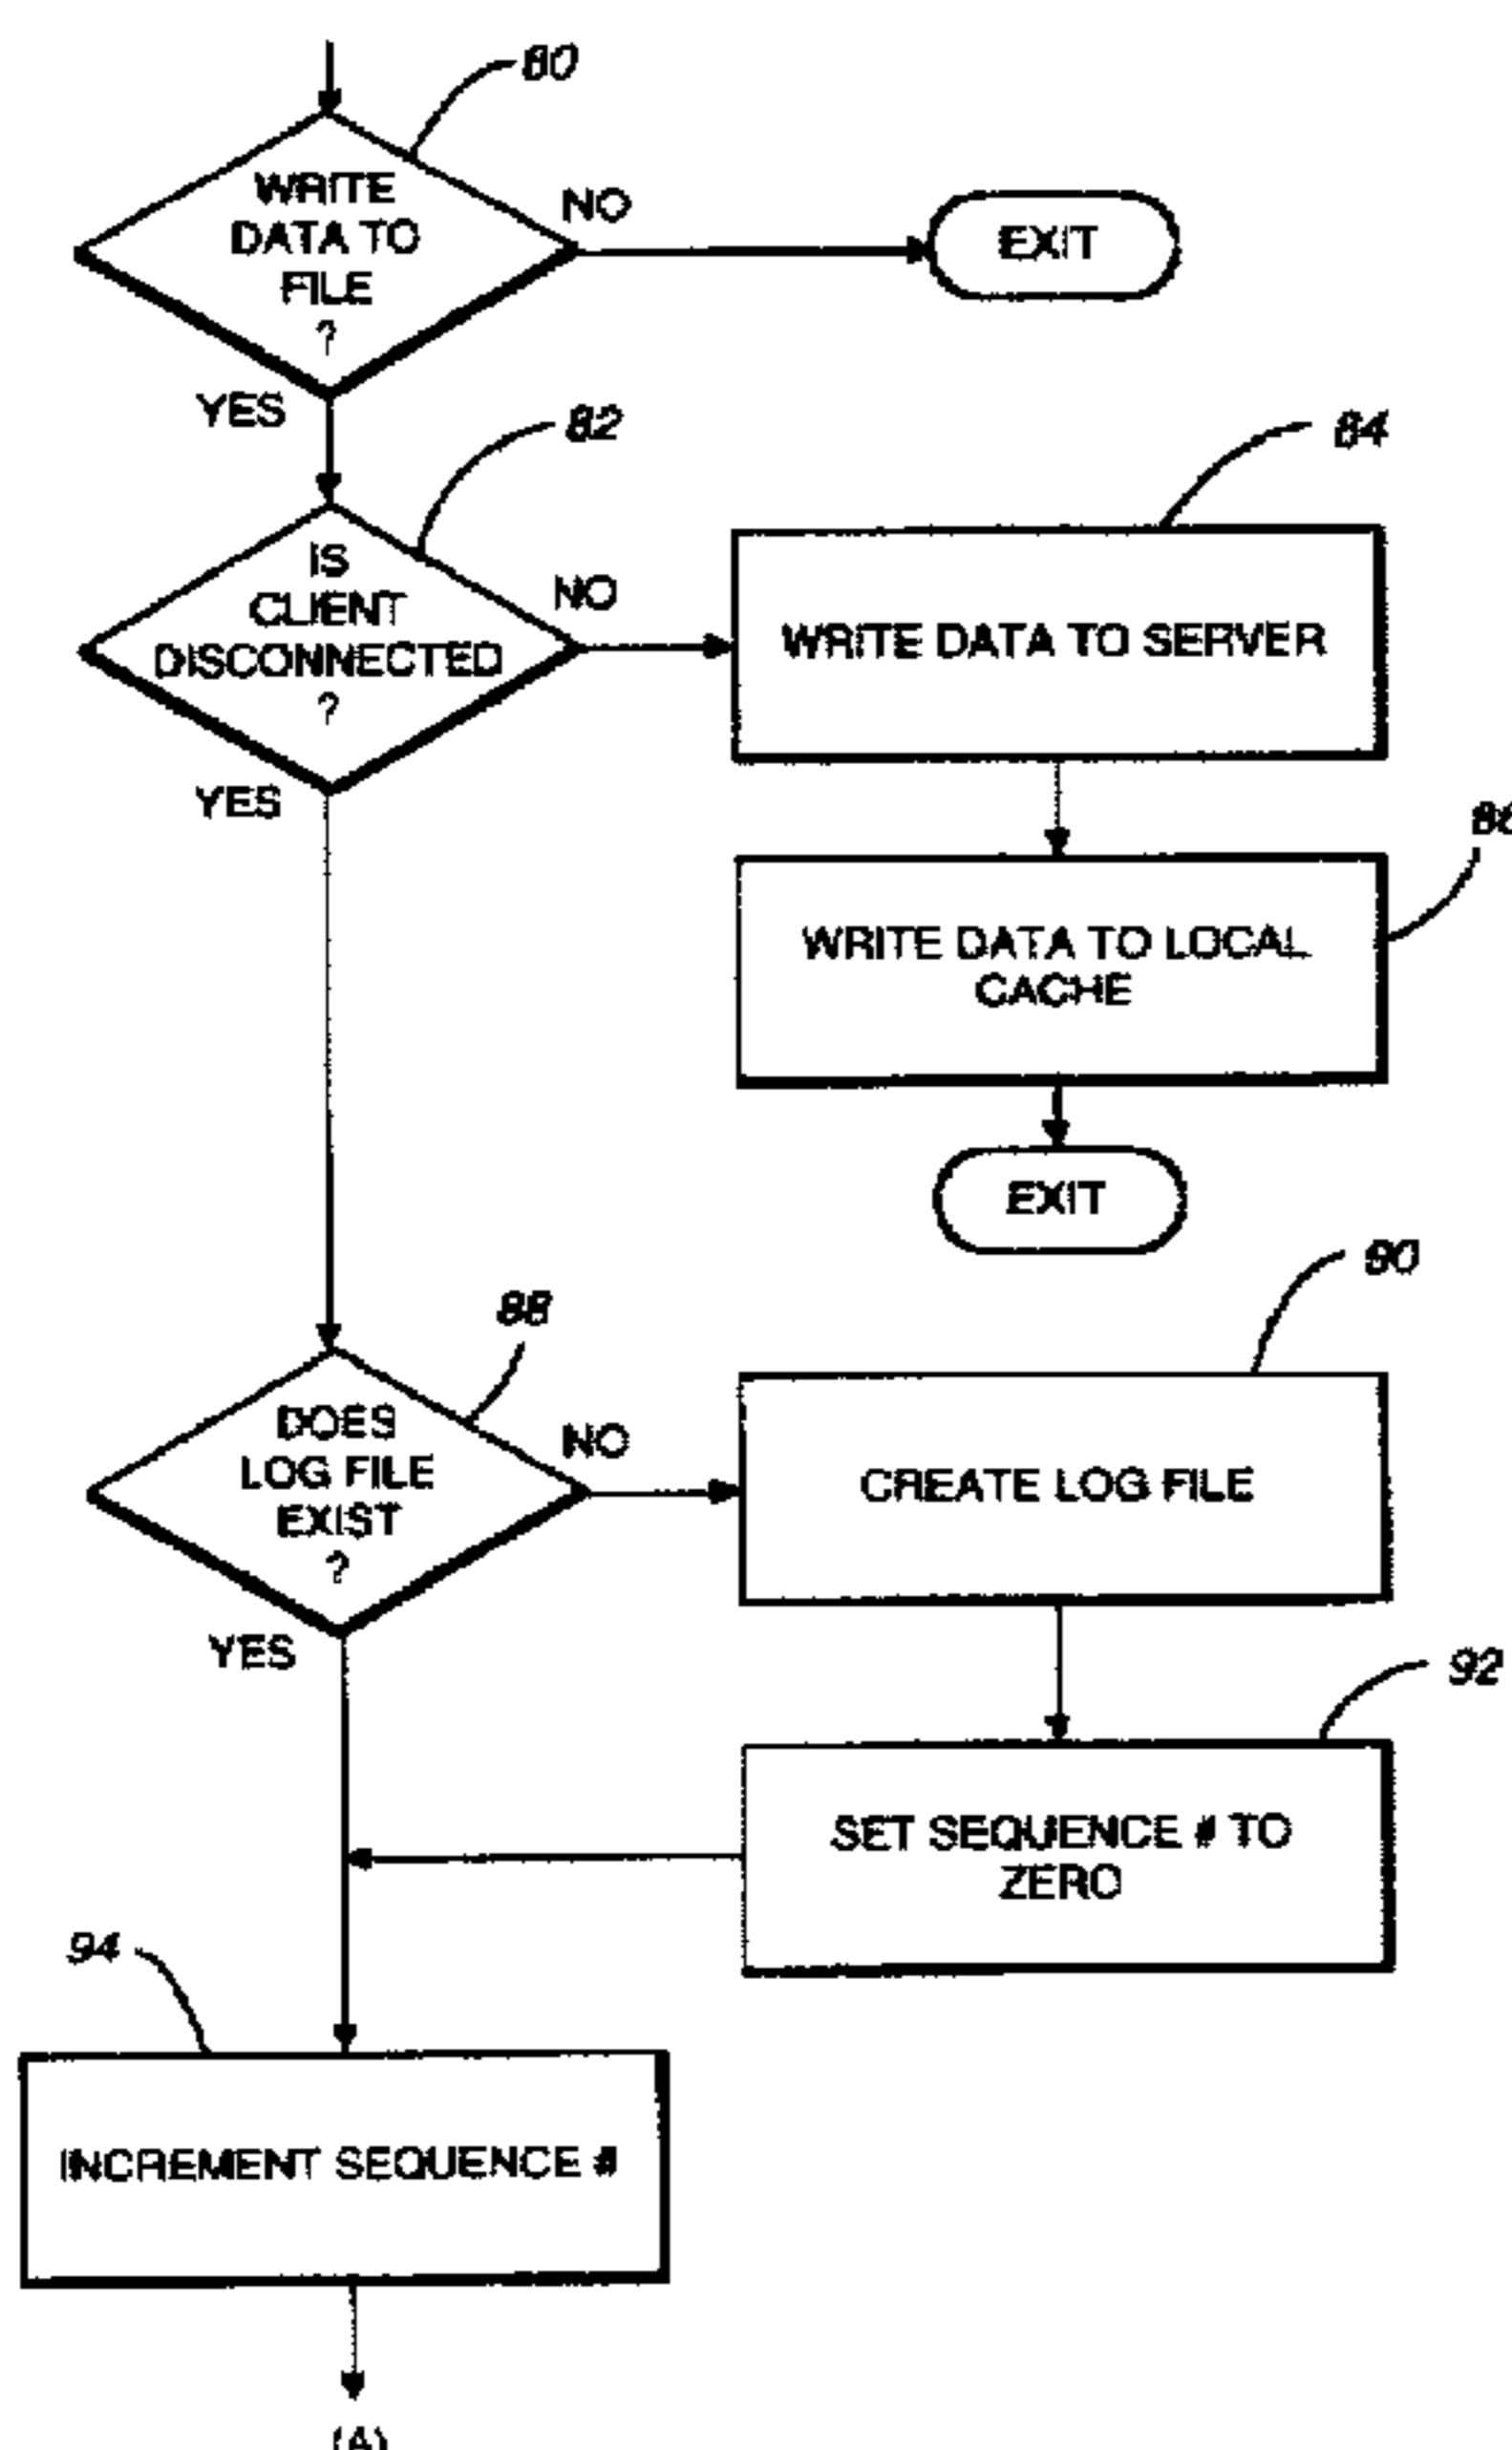 80
WRITE
DATA TO
FILE
?
NO
EXIT
YES
82
84
IS
CLIENT
DISCONNECTED
?
NO
WRITE DATA TO SERVER
YES
WRITE DATA TO LOCAL
CACHE
EXIT
90
88
DOES
LOG FILE
EXIST
?
NO
CREATE LOG FILE
YES
92
SET SEQUENCE # TO
ZERO
94
INCREMENT SEQUENCE #
(A)